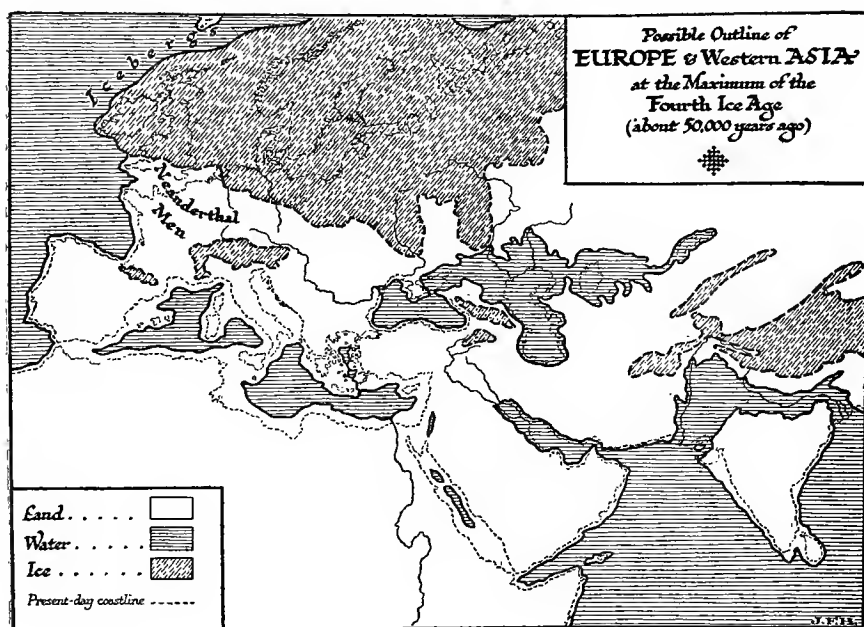 Possible Outline of
EUROPE & Western ASIA
at the Maximum of the
Fourth Ice Age
(about 50,000 years ago)
Icebergs
Neanderthal
Men
Land . . . . . .
Water . . . . .
Ice . . . . . .
Present-day coastline